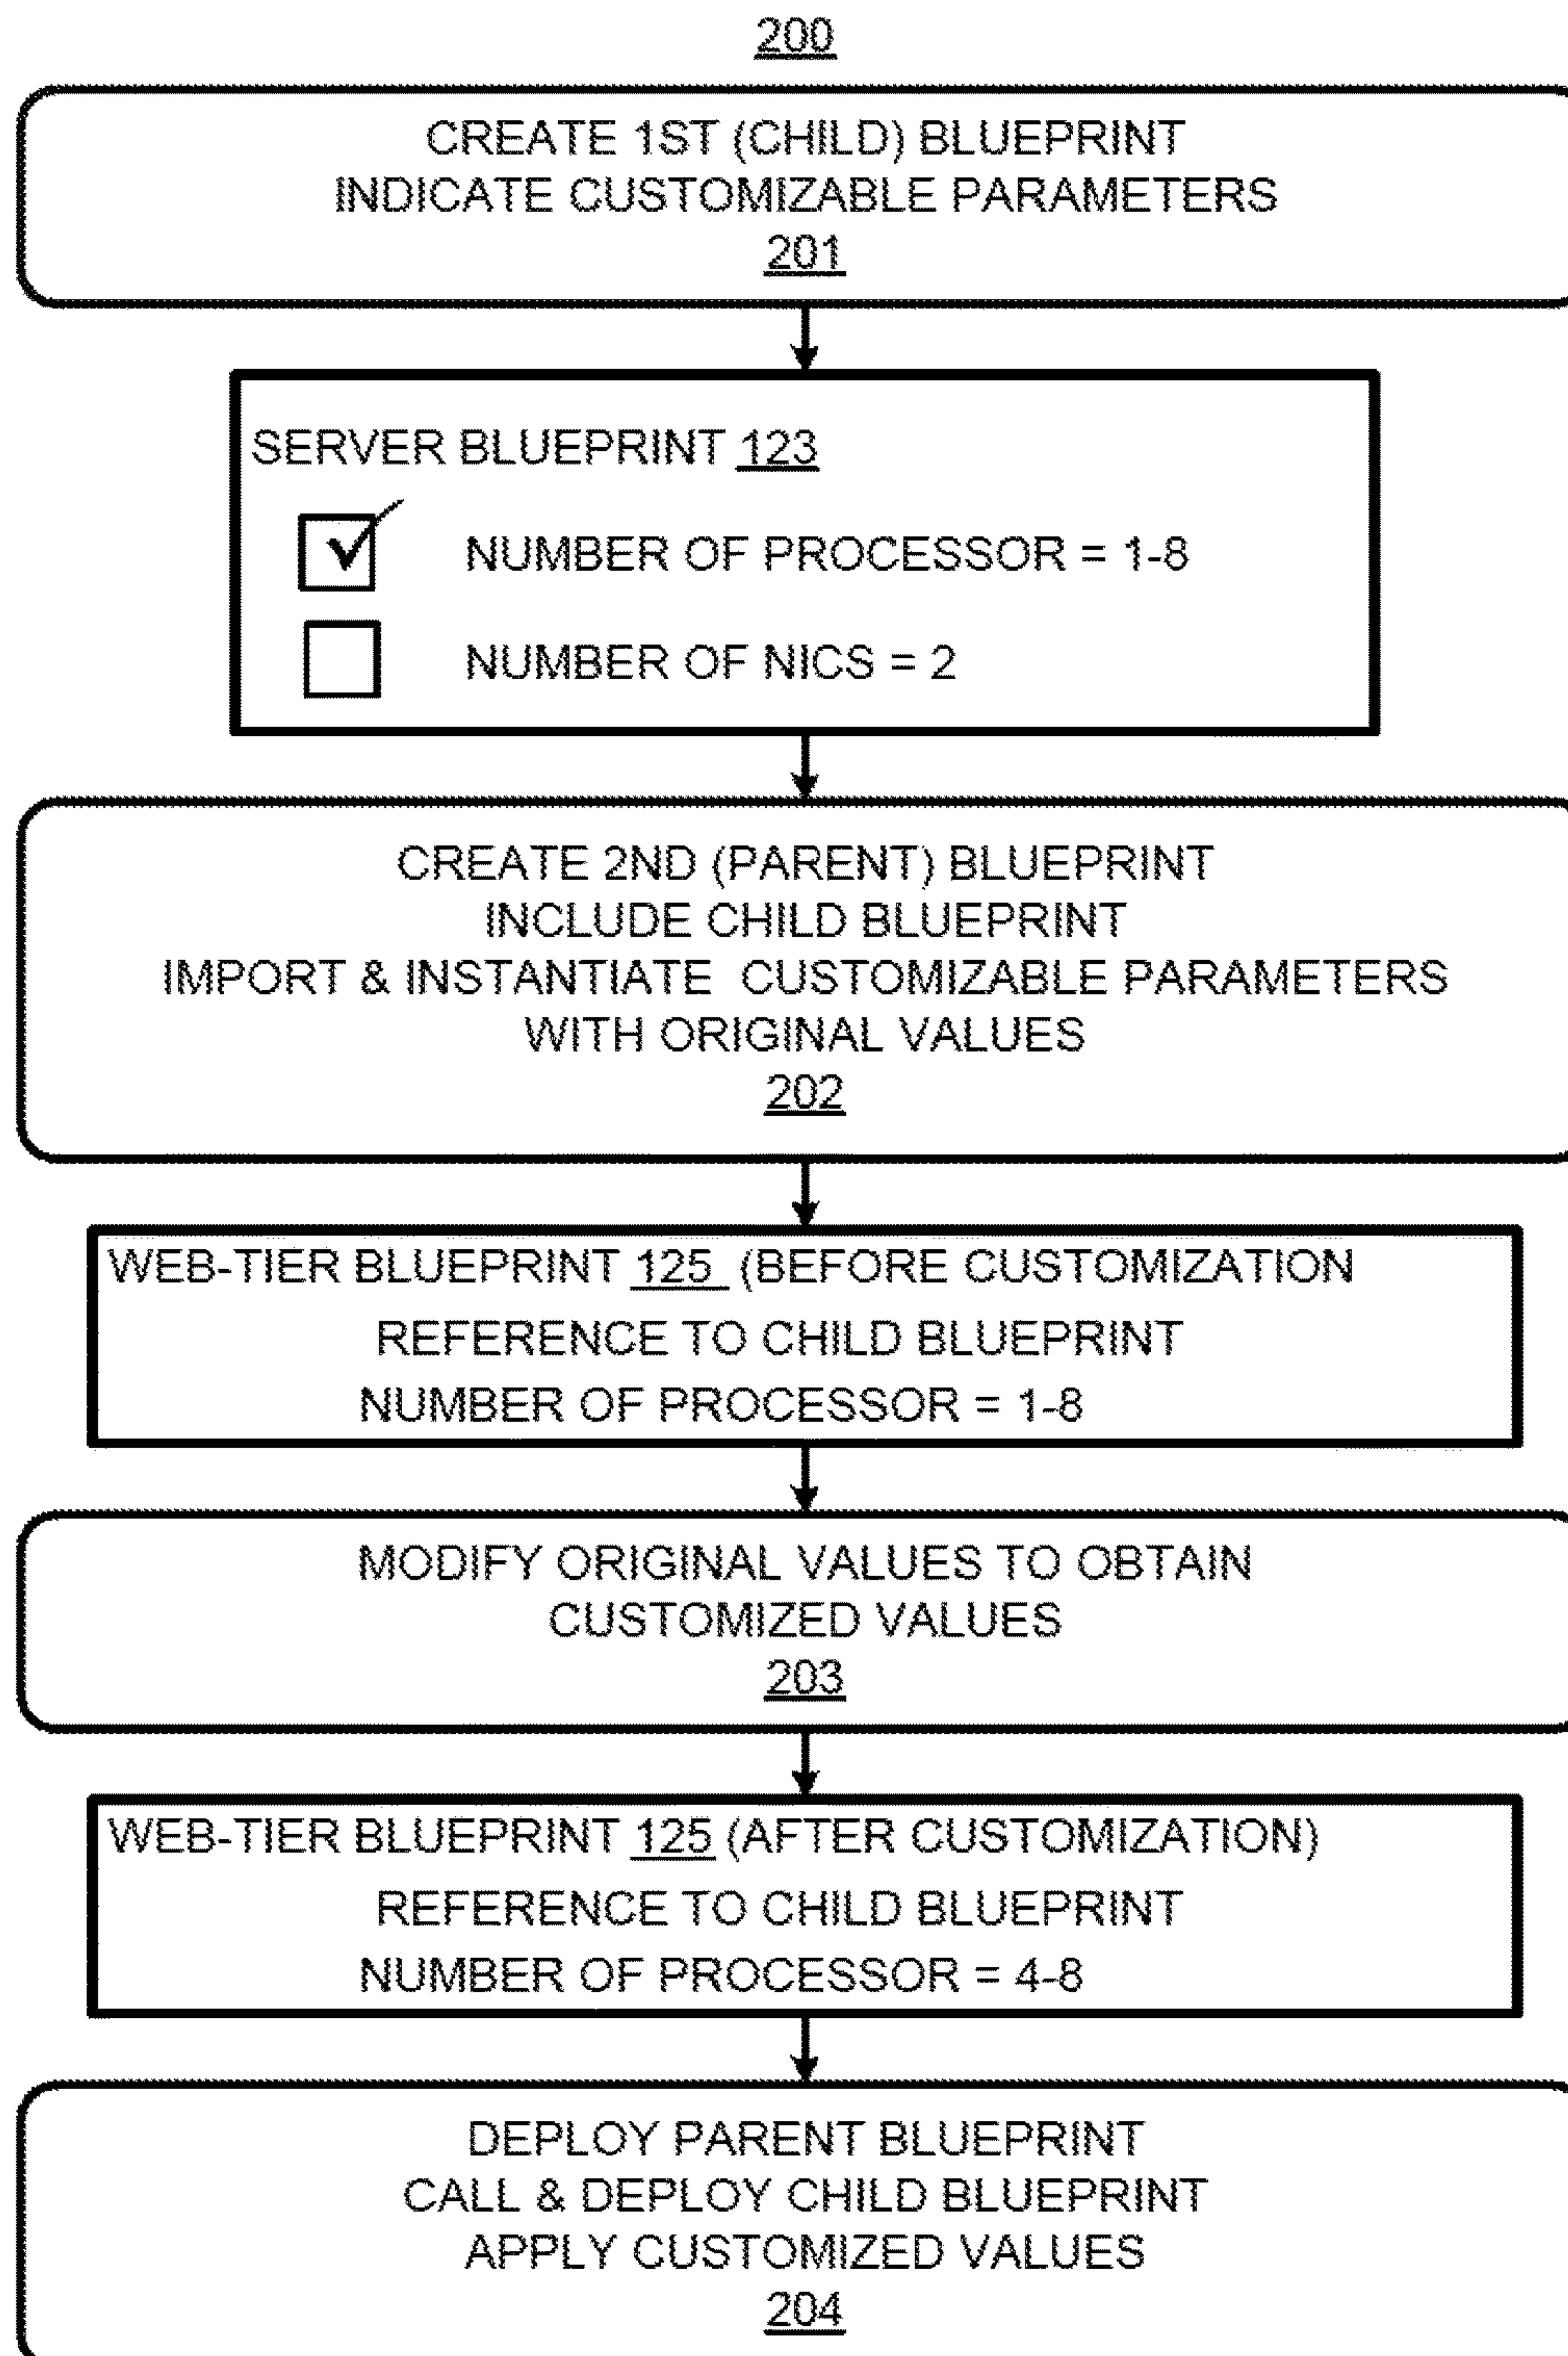 200
CREATE 1ST (CHILD) BLUEPRINT
INDICATE CUSTOMIZABLE PARAMETERS
201
SERVER BLUEPRINT 123
NUMBER OF PROCESSOR = 1-8
NUMBER OF NICS = 2
CREATE 2ND (PARENT) BLUEPRINT
INCLUDE CHILD BLUEPRINT
IMPORT & INSTANTIATE CUSTOMIZABLE PARAMETERS
WITH ORIGINAL VALUES
202
WEB-TIER BLUEPRINT 125 (BEFORE CUSTOMIZATION
REFERENCE TO CHILD BLUEPRINT
NUMBER OF PROCESSOR = 1-8
MODIFY ORIGINAL VALUES TO OBTAIN
CUSTOMIZED VALUES
203
WEB-TIER BLUEPRINT 125 (AFTER CUSTOMIZATION)
REFERENCE TO CHILD BLUEPRINT
NUMBER OF PROCESSOR = 4-8
DEPLOY PARENT BLUEPRINT
CALL & DEPLOY CHILD BLUEPRINT
APPLY CUSTOMIZED VALUES
204